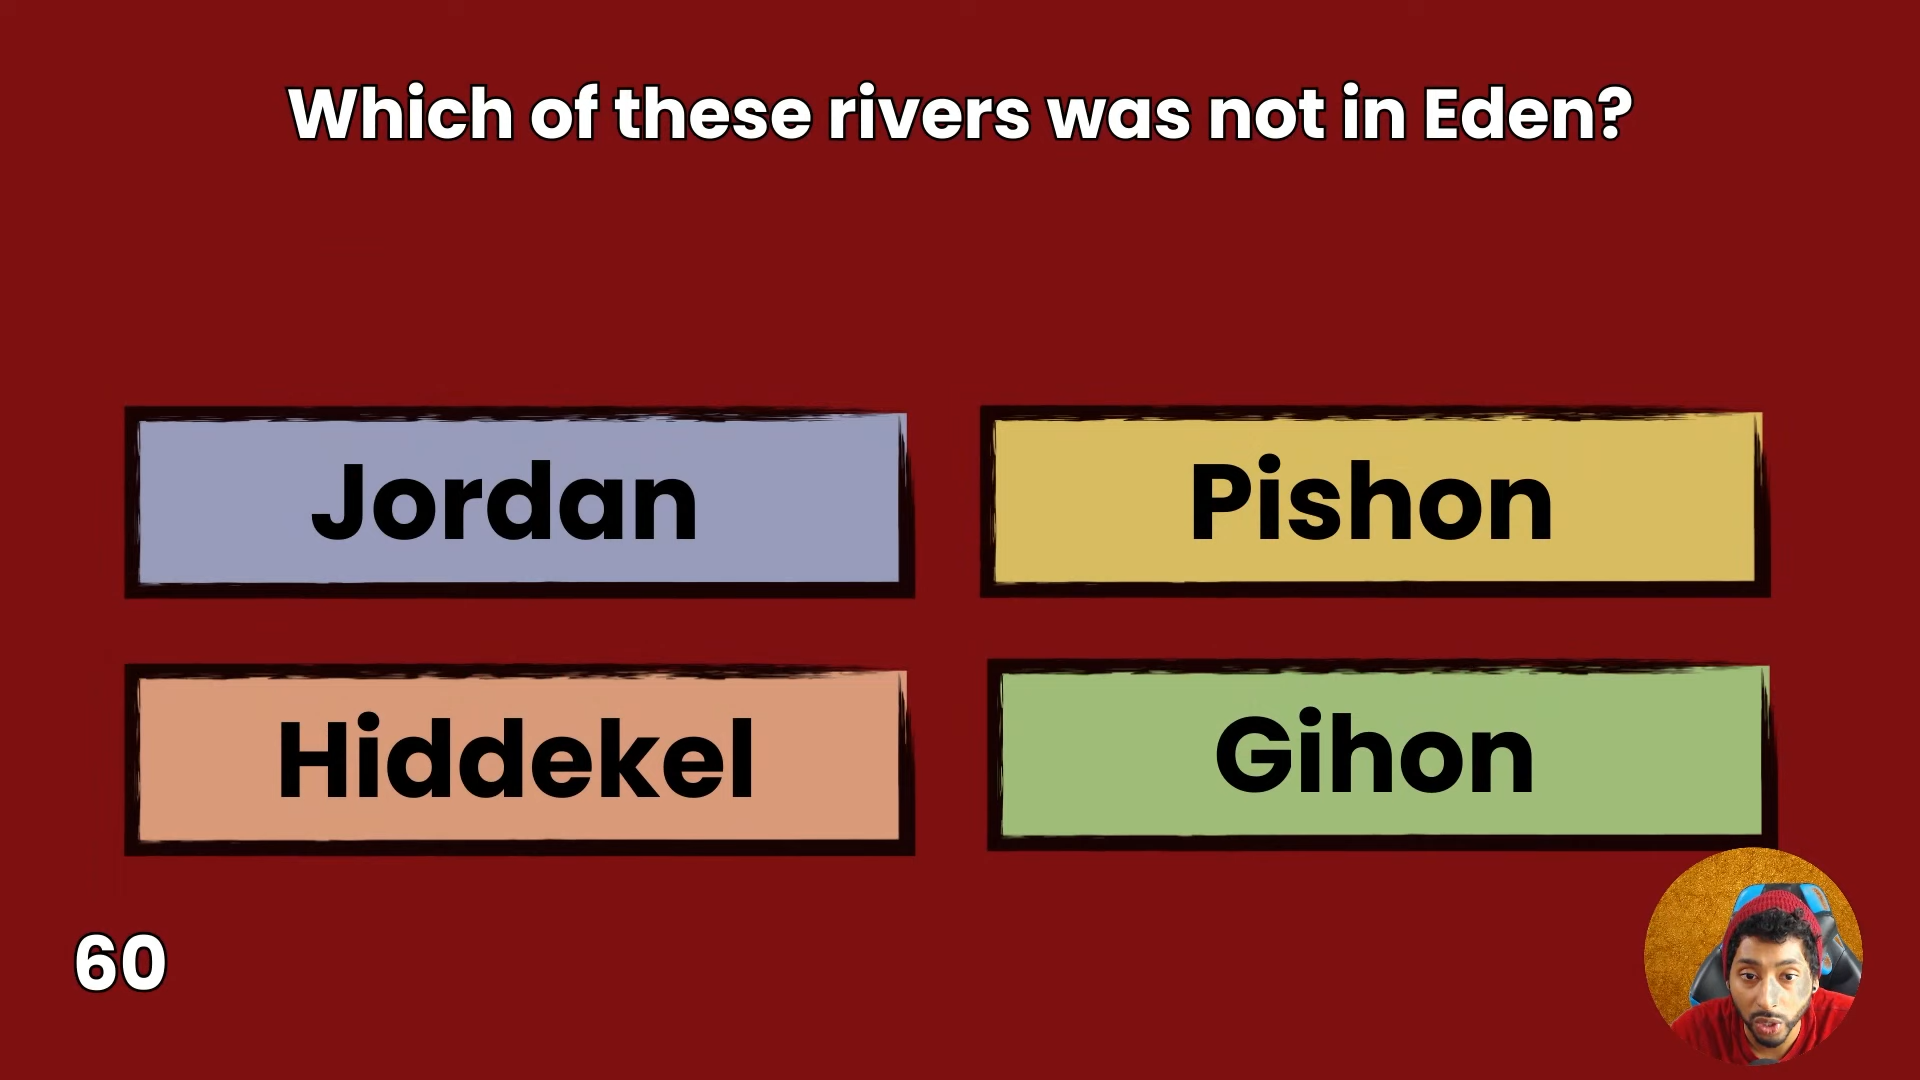 Which of these rivers was not in Eden?
Jordan
Pishon
Hiddekel
Gihon
60